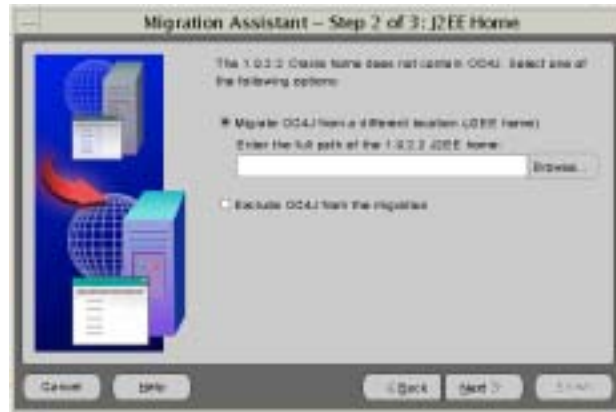 Migration Assistant – Step 2 of 3: J2EE Home
The 1.0.2.2 Oracle home does not contain OC4J. Select one of
the following options:
Migrate OC4J from a different location (J2EE home)
Enter the full path of the 1.0.2.2 J2EE home:
Browse...
Exclude OC4J from the migration
Cancel
Help
Back
Next